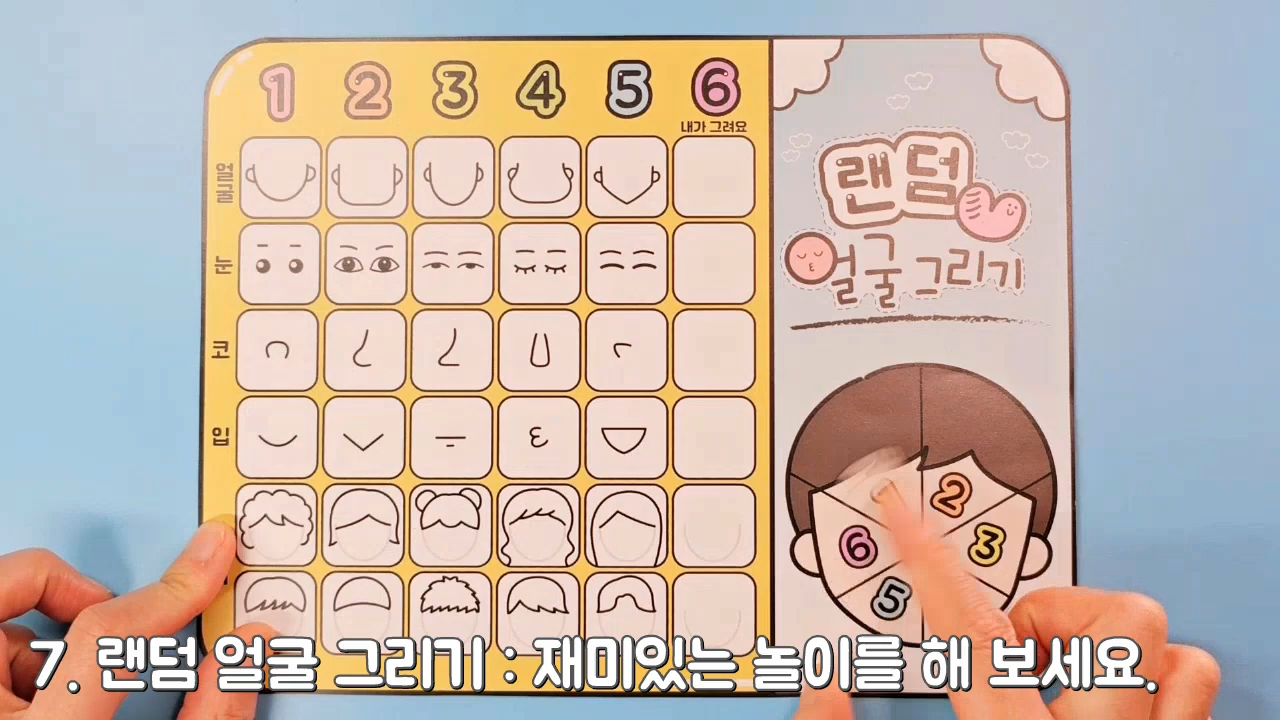 1 2 3 4 5 6
내가 그려요
얼굴
눈
코
입
랜덤
얼굴 그리기
2
6 3
5
7. 랜덤 얼굴 그리기 : 재미있는 놀이를 해 보세요.